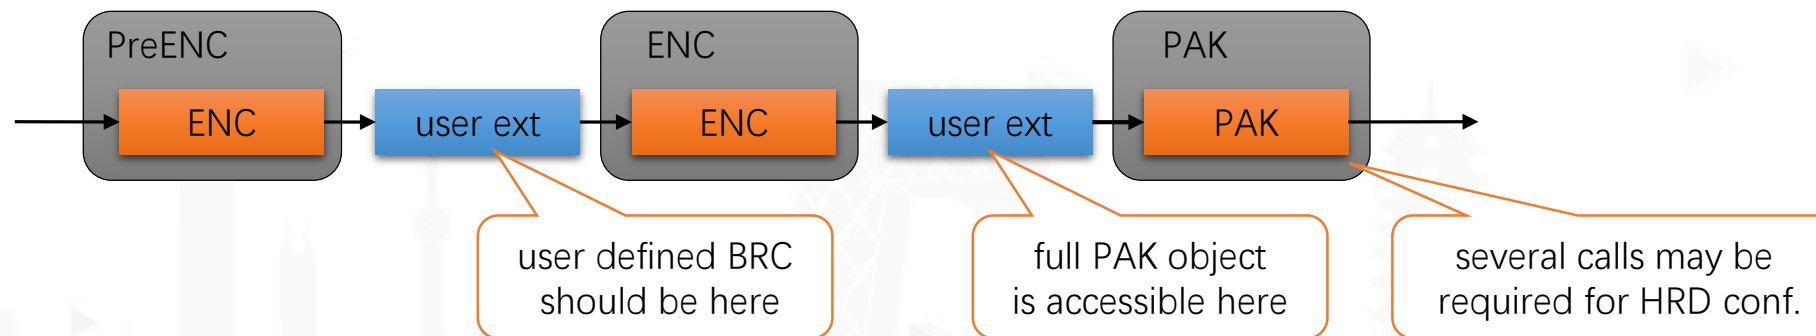 PreENC
ENC
PAK
ENC
user ext
ENC
user ext
PAK
user defined BRC
should be here
full PAK object
is accessible here
several calls may be
required for HRD conf.